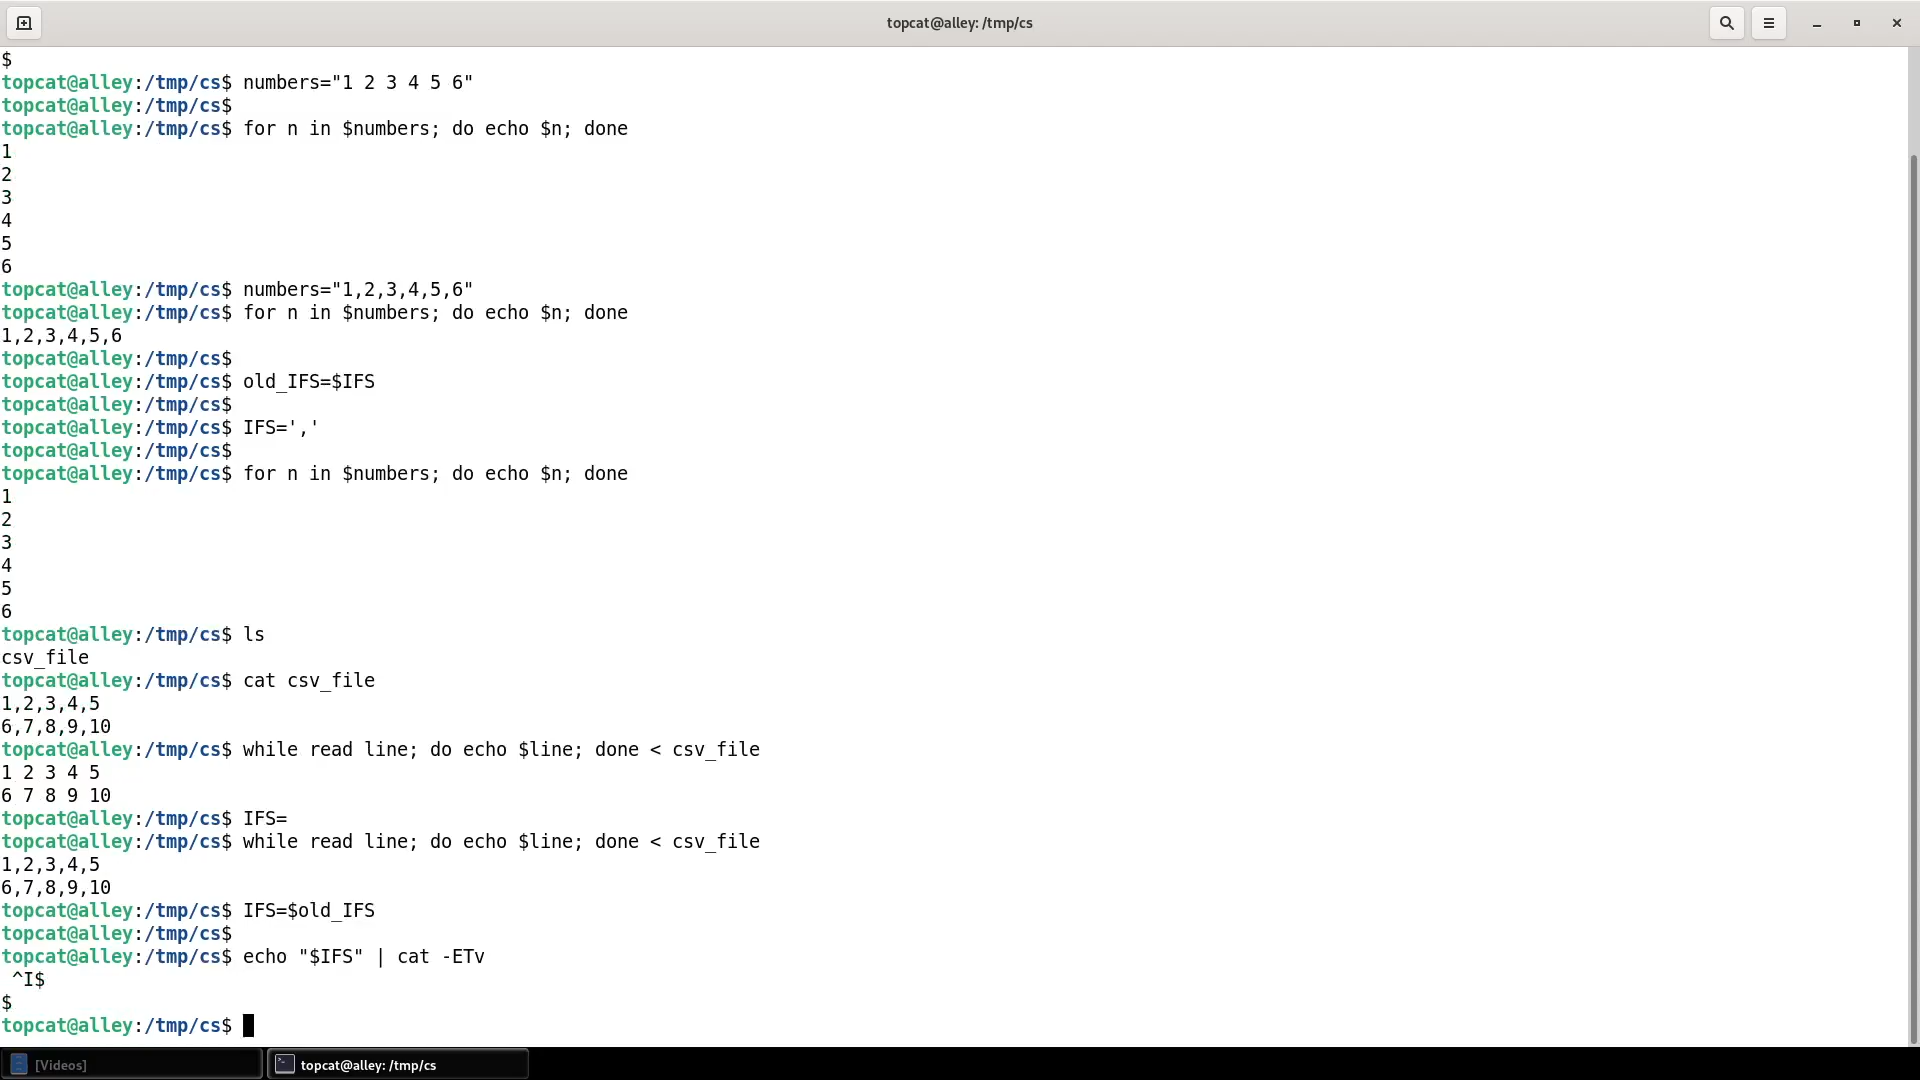 topcat@alley: /tmp/cs
$
topcat@alley:/tmp/cs$ numbers="1 2 3 4 5 6"
topcat@alley:/tmp/cs$
topcat@alley:/tmp/cs$ for n in $numbers; do echo $n; done
1
2
3
4
5
6
topcat@alley:/tmp/cs$ numbers="1,2,3,4,5,6"
topcat@alley:/tmp/cs$ for n in $numbers; do echo $n; done
1,2,3,4,5,6
topcat@alley:/tmp/cs$
topcat@alley:/tmp/cs$ old_IFS=$IFS
topcat@alley:/tmp/cs$
topcat@alley:/tmp/cs$ IFS=','
topcat@alley:/tmp/cs$
topcat@alley:/tmp/cs$ for n in $numbers; do echo $n; done
1
2
3
4
5
6
topcat@alley:/tmp/cs$ ls
csv_file
topcat@alley:/tmp/cs$ cat csv_file
1,2,3,4,5
6,7,8,9,10
topcat@alley:/tmp/cs$ while read line; do echo $line; done < csv_file
1 2 3 4 5
6 7 8 9 10
topcat@alley:/tmp/cs$ IFS=
topcat@alley:/tmp/cs$ while read line; do echo $line; done < csv_file
1,2,3,4,5
6,7,8,9,10
topcat@alley:/tmp/cs$ IFS=$old_IFS
topcat@alley:/tmp/cs$
topcat@alley:/tmp/cs$ echo "$IFS" | cat -ETv
 ^I$
$
topcat@alley:/tmp/cs$
[Videos]
topcat@alley: /tmp/cs